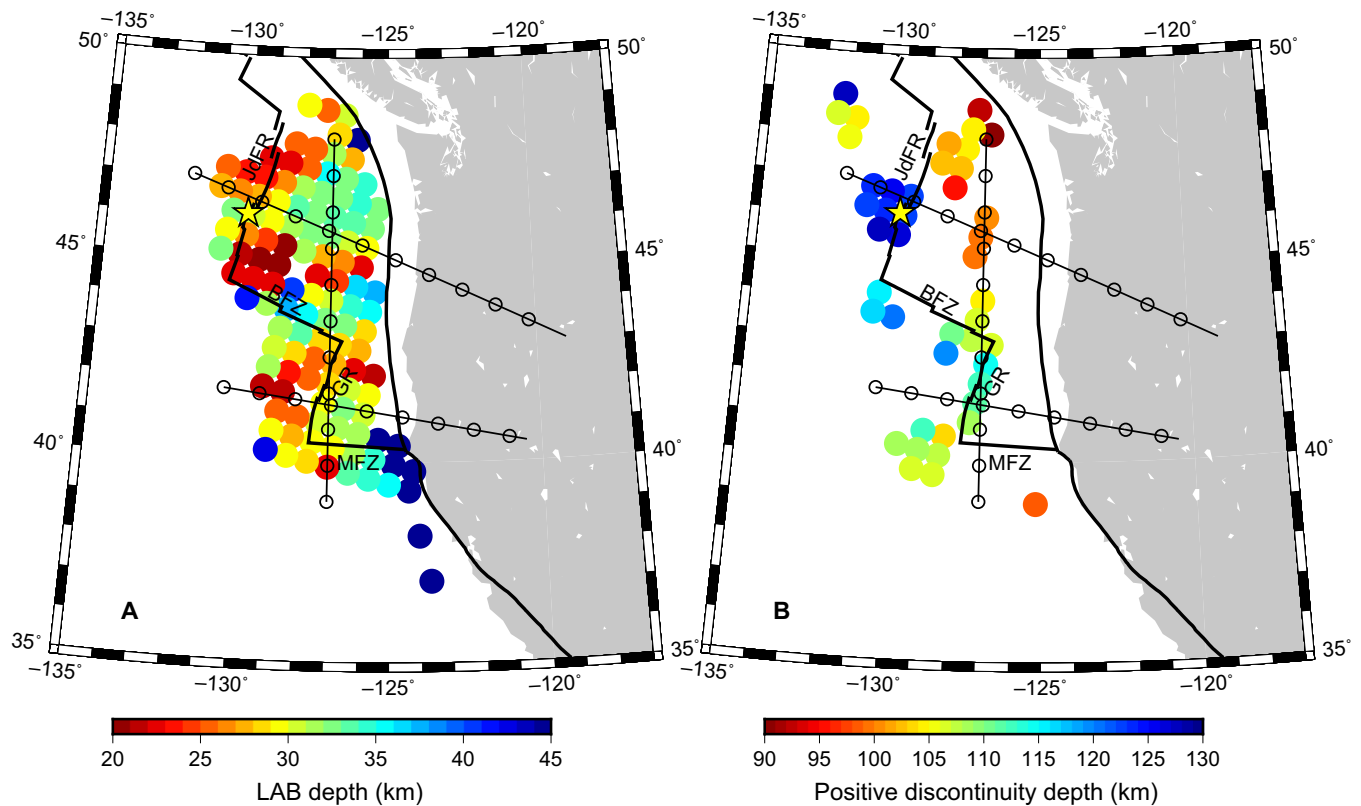 −135˚ −130˚ −125˚ −120˚
50˚ 50˚
JdFR
45˚ 45˚
BFZ
GR
40˚ 40˚
MFZ
A
35˚ 35˚
−135˚ −130˚ −125˚ −120˚
20 25 30 35 40 45
LAB depth (km)
−135˚ −130˚ −125˚ −120˚
50˚ 50˚
JdFR
45˚ 45˚
BFZ
GR
40˚ 40˚
MFZ
B
35˚ 35˚
−135˚ −130˚ −125˚ −120˚
90 95 100 105 110 115 120 125 130
Positive discontinuity depth (km)